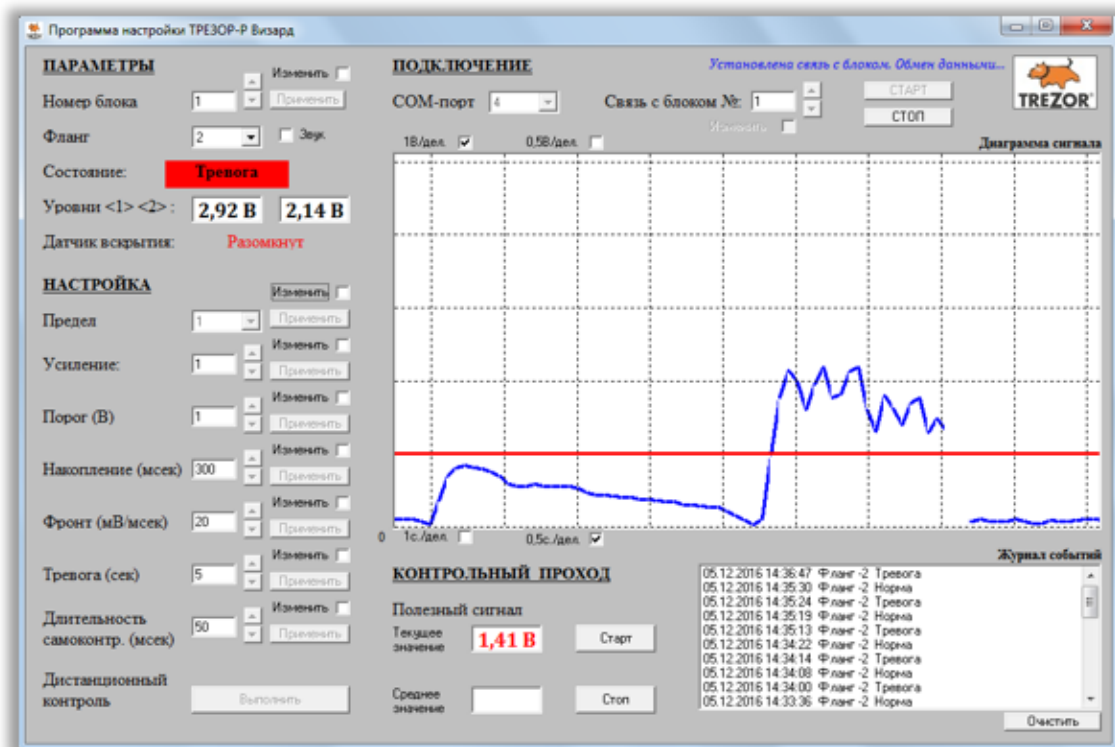 Программа настройки ТРЕЗОР-Р Визард
ПАРАМЕТРЫ
Изменить
Номер блока 1 Применить
Фланг 2 Звук
Состояние: Тревога
Уровни <1> <2> : 2,92 В 2,14 В
Датчик вскрытия: Разомкнут
НАСТРОЙКА
Изменить
Предел 1 Применить
Изменить
Усиление: 1 Применить
Изменить
Порог (В) 1 Применить
Изменить
Накопление (мсек) 300 Применить
Изменить
Фронт (мВ/мсек) 20 Применить
Изменить
Тревога (сек) 5 Применить
Изменить
Длительность
самоконтр. (мсек) 50 Применить
Дистанционный
контроль Выполнить
ПОДКЛЮЧЕНИЕ
Установлена связь с блоком. Обмен данными...
COM-порт 4 Связь с блоком №: 1
Изменить
СТАРТ
СТОП
TREZOR
1В/дел. 0,5В/дел.
Диаграмма сигнала
0 1с./дел. 0,5с./дел.
КОНТРОЛЬНЫЙ ПРОХОД
Полезный сигнал
Текущее
значение 1,41 В Старт
Среднее
значение Стоп
Журнал событий
05.12.2016 14:36:47 Фланг -2 Тревога
05.12.2016 14:35:30 Фланг -2 Норма
05.12.2016 14:35:24 Фланг -2 Тревога
05.12.2016 14:35:19 Фланг -2 Норма
05.12.2016 14:35:13 Фланг -2 Тревога
05.12.2016 14:34:22 Фланг -2 Норма
05.12.2016 14:34:14 Фланг -2 Тревога
05.12.2016 14:34:08 Фланг -2 Норма
05.12.2016 14:34:00 Фланг -2 Тревога
05.12.2016 14:33:36 Фланг -2 Норма
Очистить